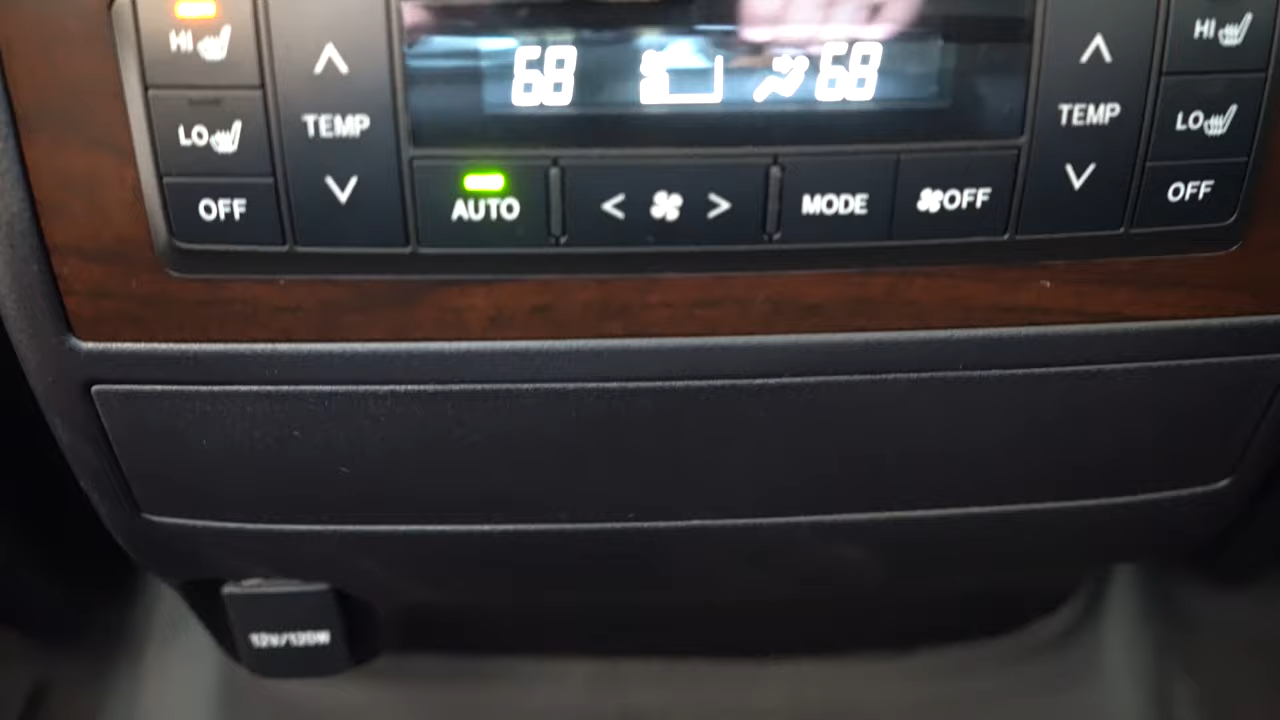 HI
68
68
HI
TEMP
TEMP
LO
LO
OFF
AUTO
< >
MODE
OFF
OFF
12V/120W